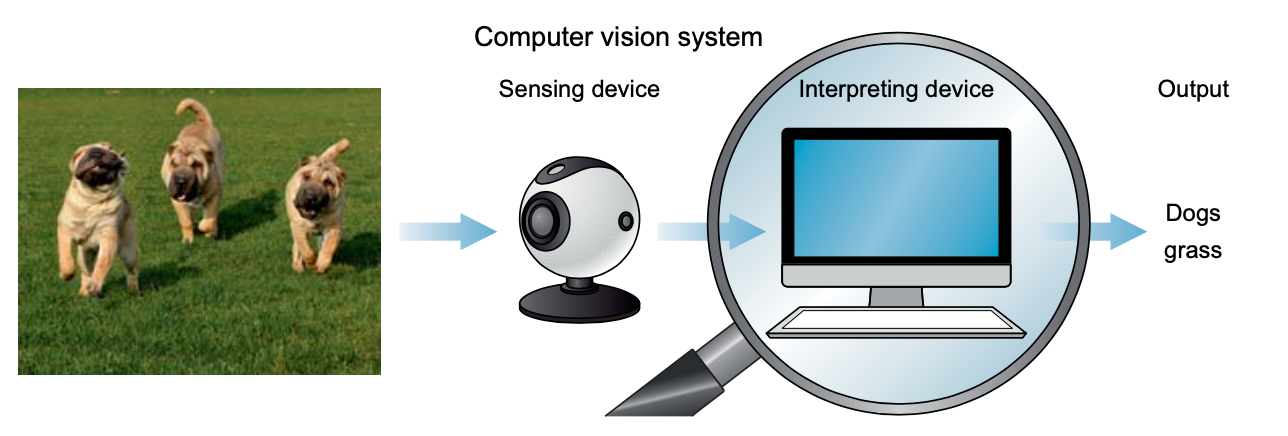 Computer vision system
Sensing device
Interpreting device
Output
Dogs
grass